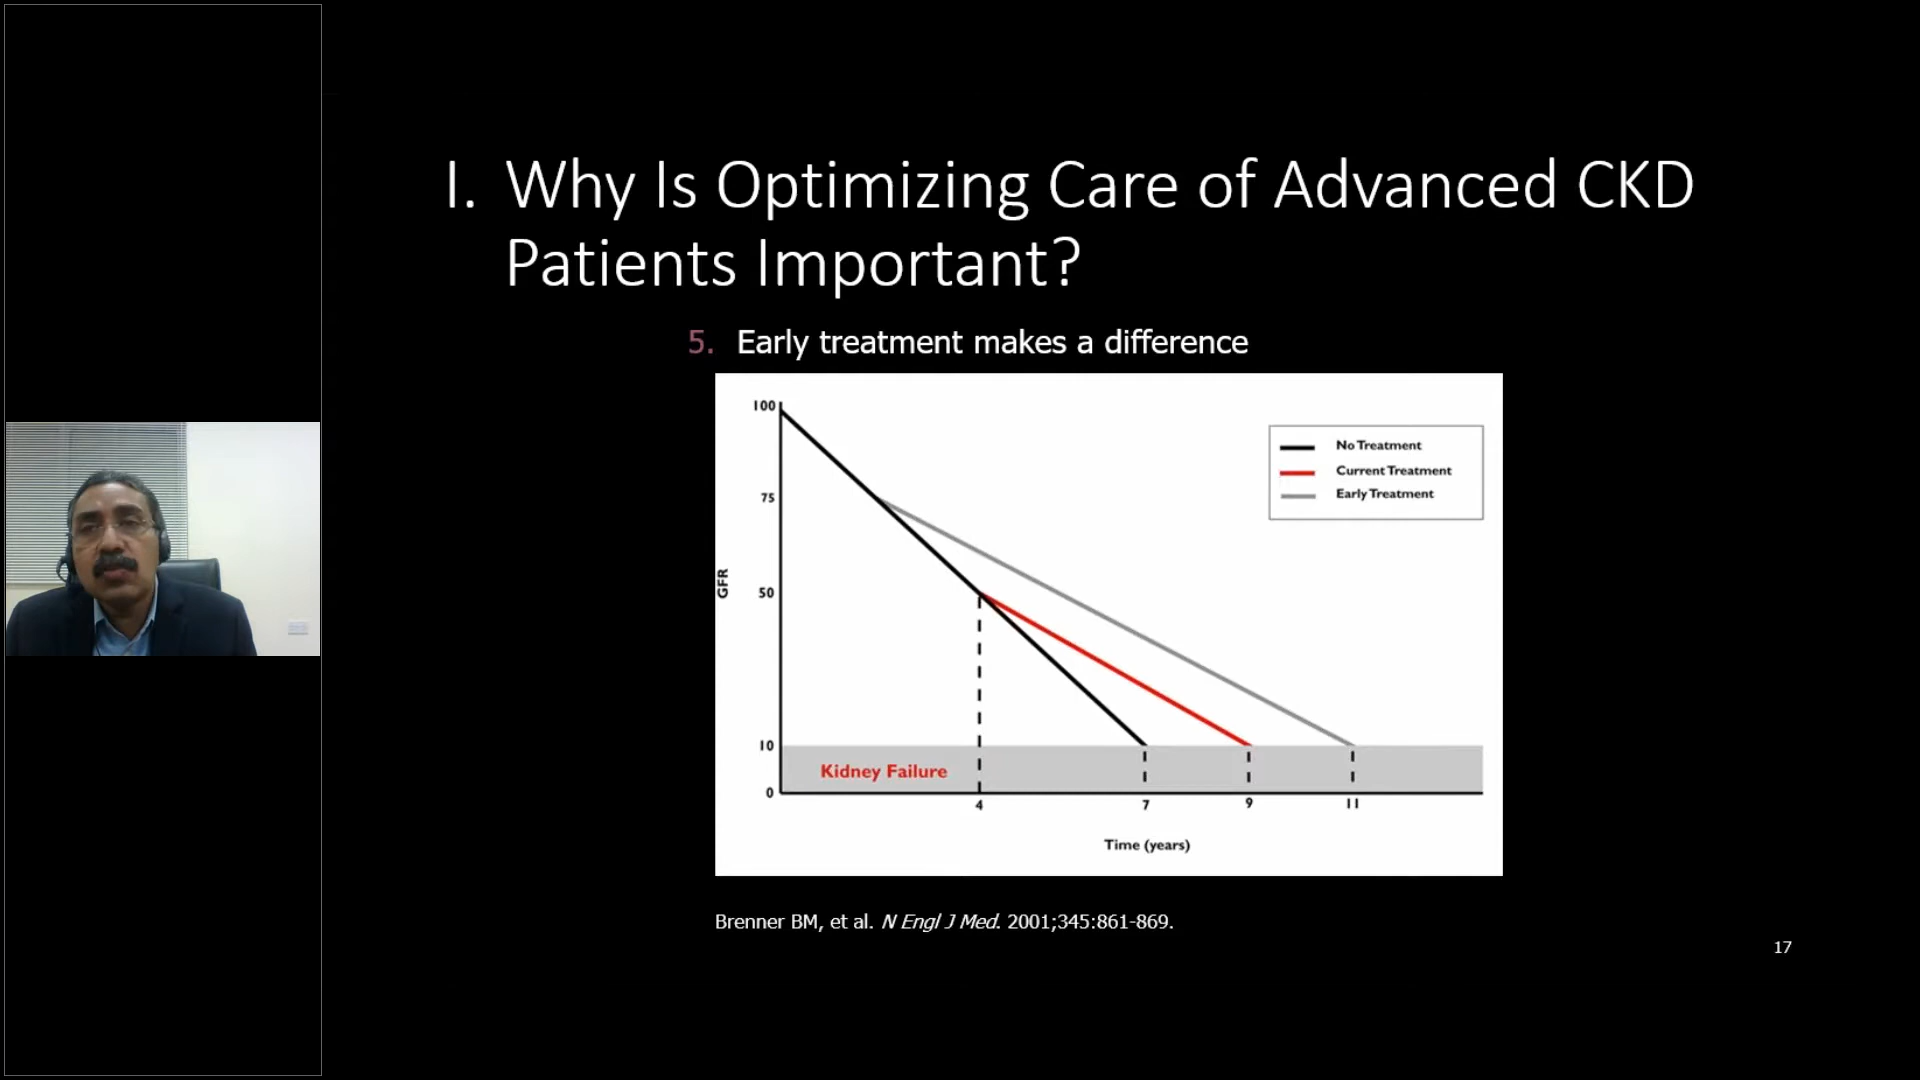 I. Why Is Optimizing Care of Advanced CKD
Patients Important?
5. Early treatment makes a difference
100
75
GFR
50
10
0
No Treatment
Current Treatment
Early Treatment
Kidney Failure
4
7
9
11
Time (years)
Brenner BM, et al. N Engl J Med. 2001;345:861-869.
17